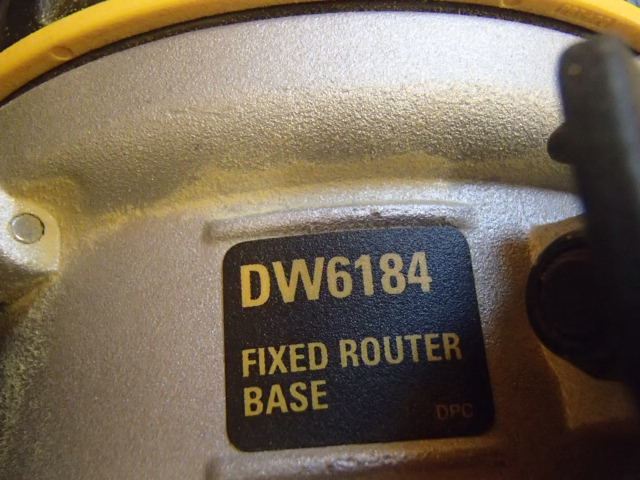 DW6184
FIXED ROUTER
BASE
DPC